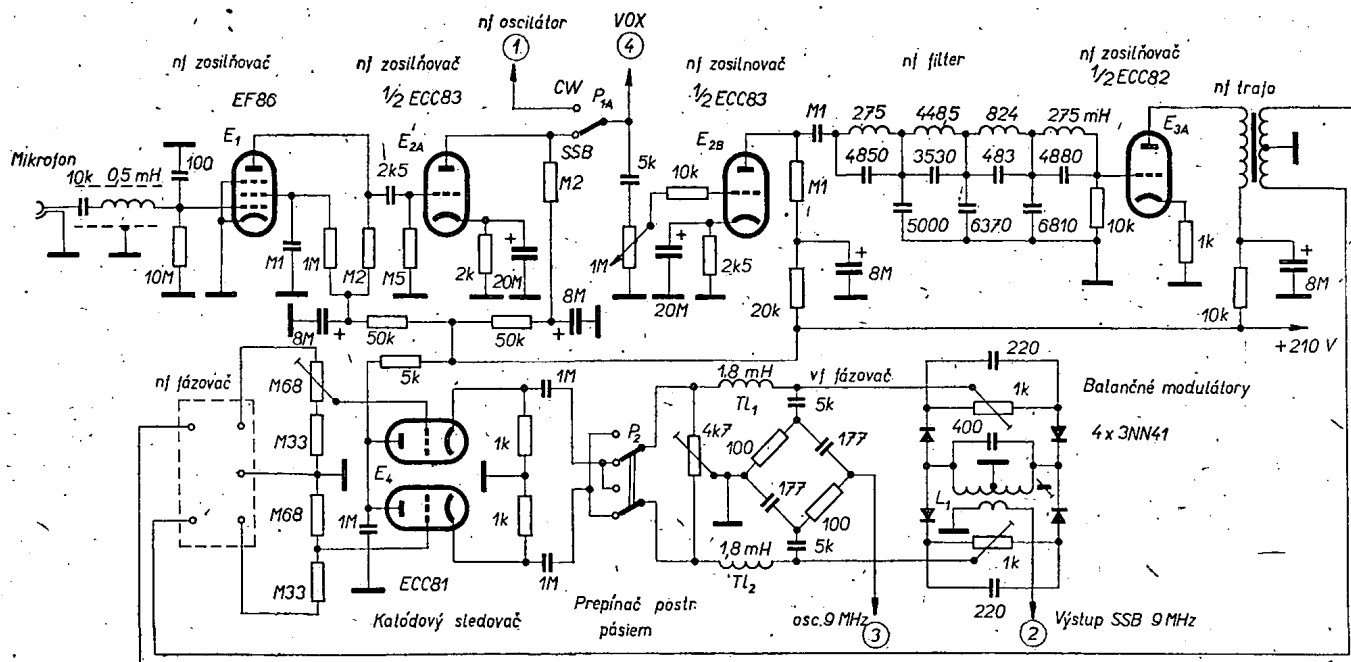 nf oscilátor
1
VOX
4
nf zosilňovač
EF86
nf zosilňovač
1/2 ECC83
CW
P1A
SSB
nf zosilnovač
1/2 ECC83
nf filter
nf zosilňovač
1/2 ECC82
nf trafo
Mikrofon
10k
0,5 mH
100
E1
2k5
E2A
M2
5k
10k
E2B
M1
275
4485
824
275 mH
E3A
4850
3530
483
4880
M1
10M
M1
1M
M2
M5
2k
+
20M
1M
+
20M
2k5
5000
6370
6810
10k
1k
+
8M
20k
+
8M
10k
8M
+
50k
50k
8M
+
+210 V
nf fázovač
M68
M33
M68
M33
5k
E4
1M
1M
1k
1k
1M
ECC81
Katódový sledovač
P2
Prepínač postr.
pásiem
1,8 mH
Tl1
4k7
5k
vf fázovač
100
177
177
100
5k
1,8 mH
Tl2
osc. 9 MHz
3
220
1k
400
L1
1k
220
2
Výstup SSB 9 MHz
Balančné modulátory
4 x 3NN41